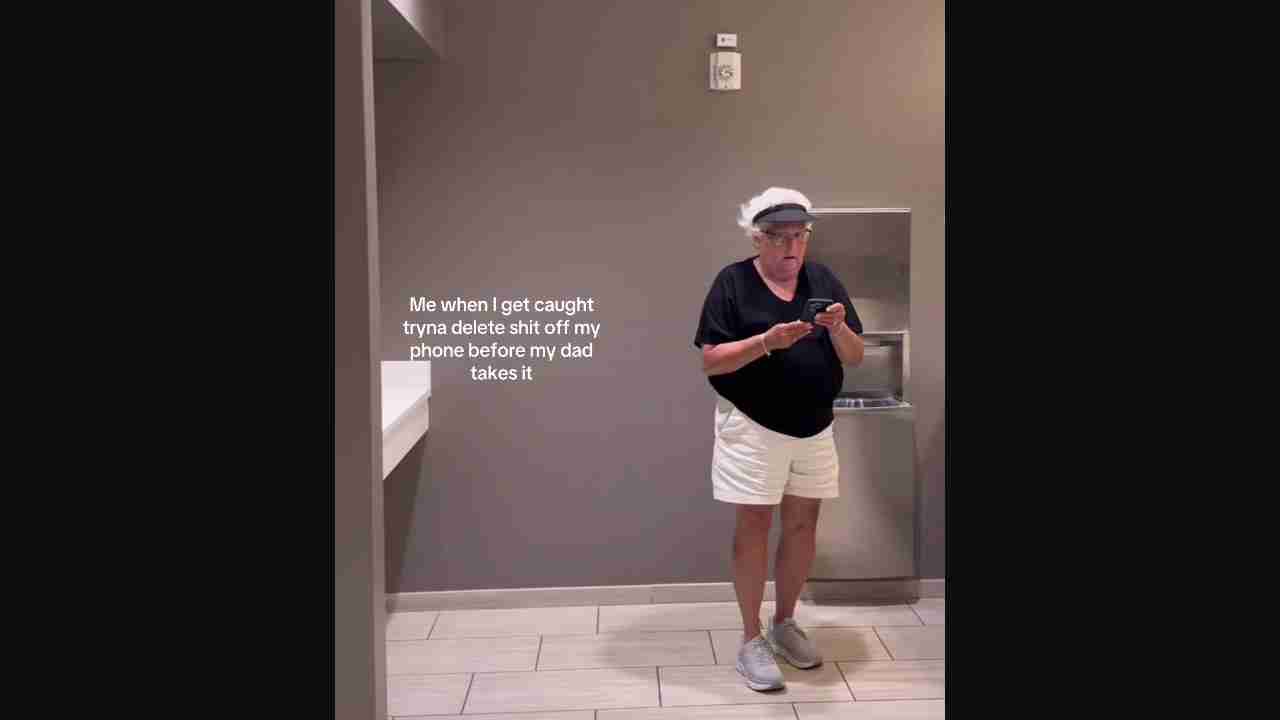 Me when I get caught
tryna delete shit off my
phone before my dad
takes it